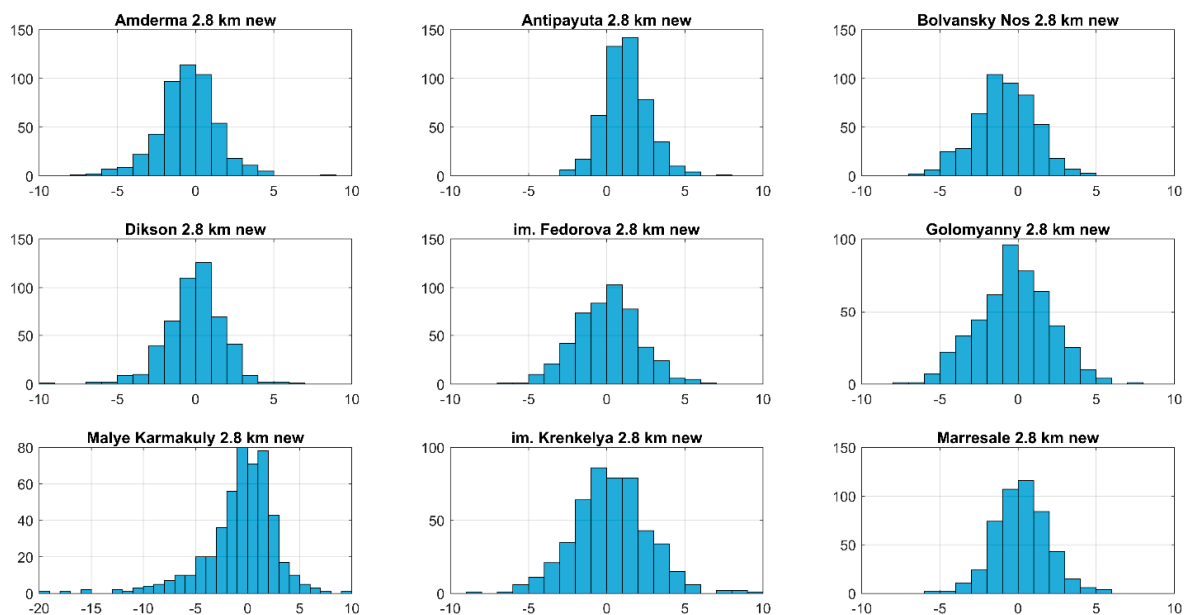 Amderma 2.8 km new
150
100
50
0
-10 -5 0 5 10
Antipayuta 2.8 km new
150
100
50
0
-10 -5 0 5 10
Bolvansky Nos 2.8 km new
150
100
50
0
-10 -5 0 5 10
Dikson 2.8 km new
150
100
50
0
-10 -5 0 5 10
im. Fedorova 2.8 km new
150
100
50
0
-10 -5 0 5 10
Golomyanny 2.8 km new
100
50
0
-10 -5 0 5 10
Malye Karmakuly 2.8 km new
80
60
40
20
0
-20 -15 -10 -5 0 5 10
im. Krenkelya 2.8 km new
100
50
0
-10 -5 0 5 10
Marresale 2.8 km new
150
100
50
0
-10 -5 0 5 10